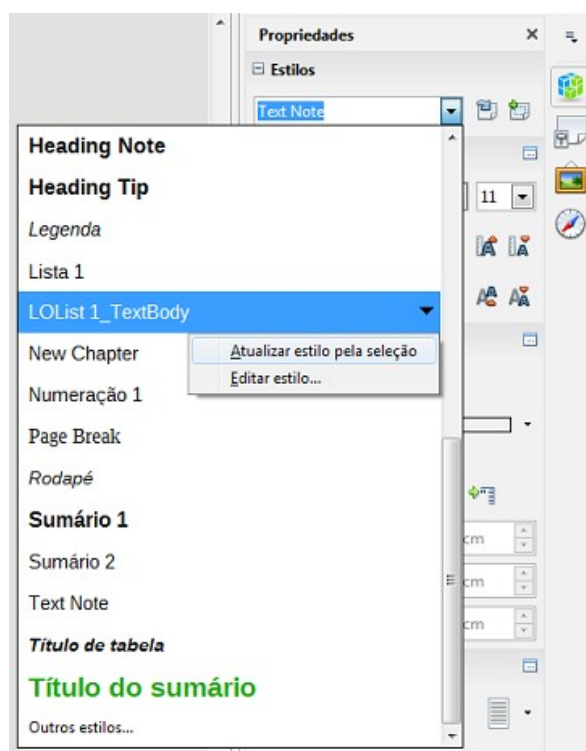 Propriedades
Estilos
Text Note
Heading Note
Heading Tip
11
Legenda
Lista 1
LOList 1_TextBody
New Chapter
Atualizar estilo pela seleção
Editar estilo...
Numeração 1
Page Break
Rodapé
Sumário 1
cm
Sumário 2
cm
Text Note
cm
Título de tabela
Título do sumário
Outros estilos...